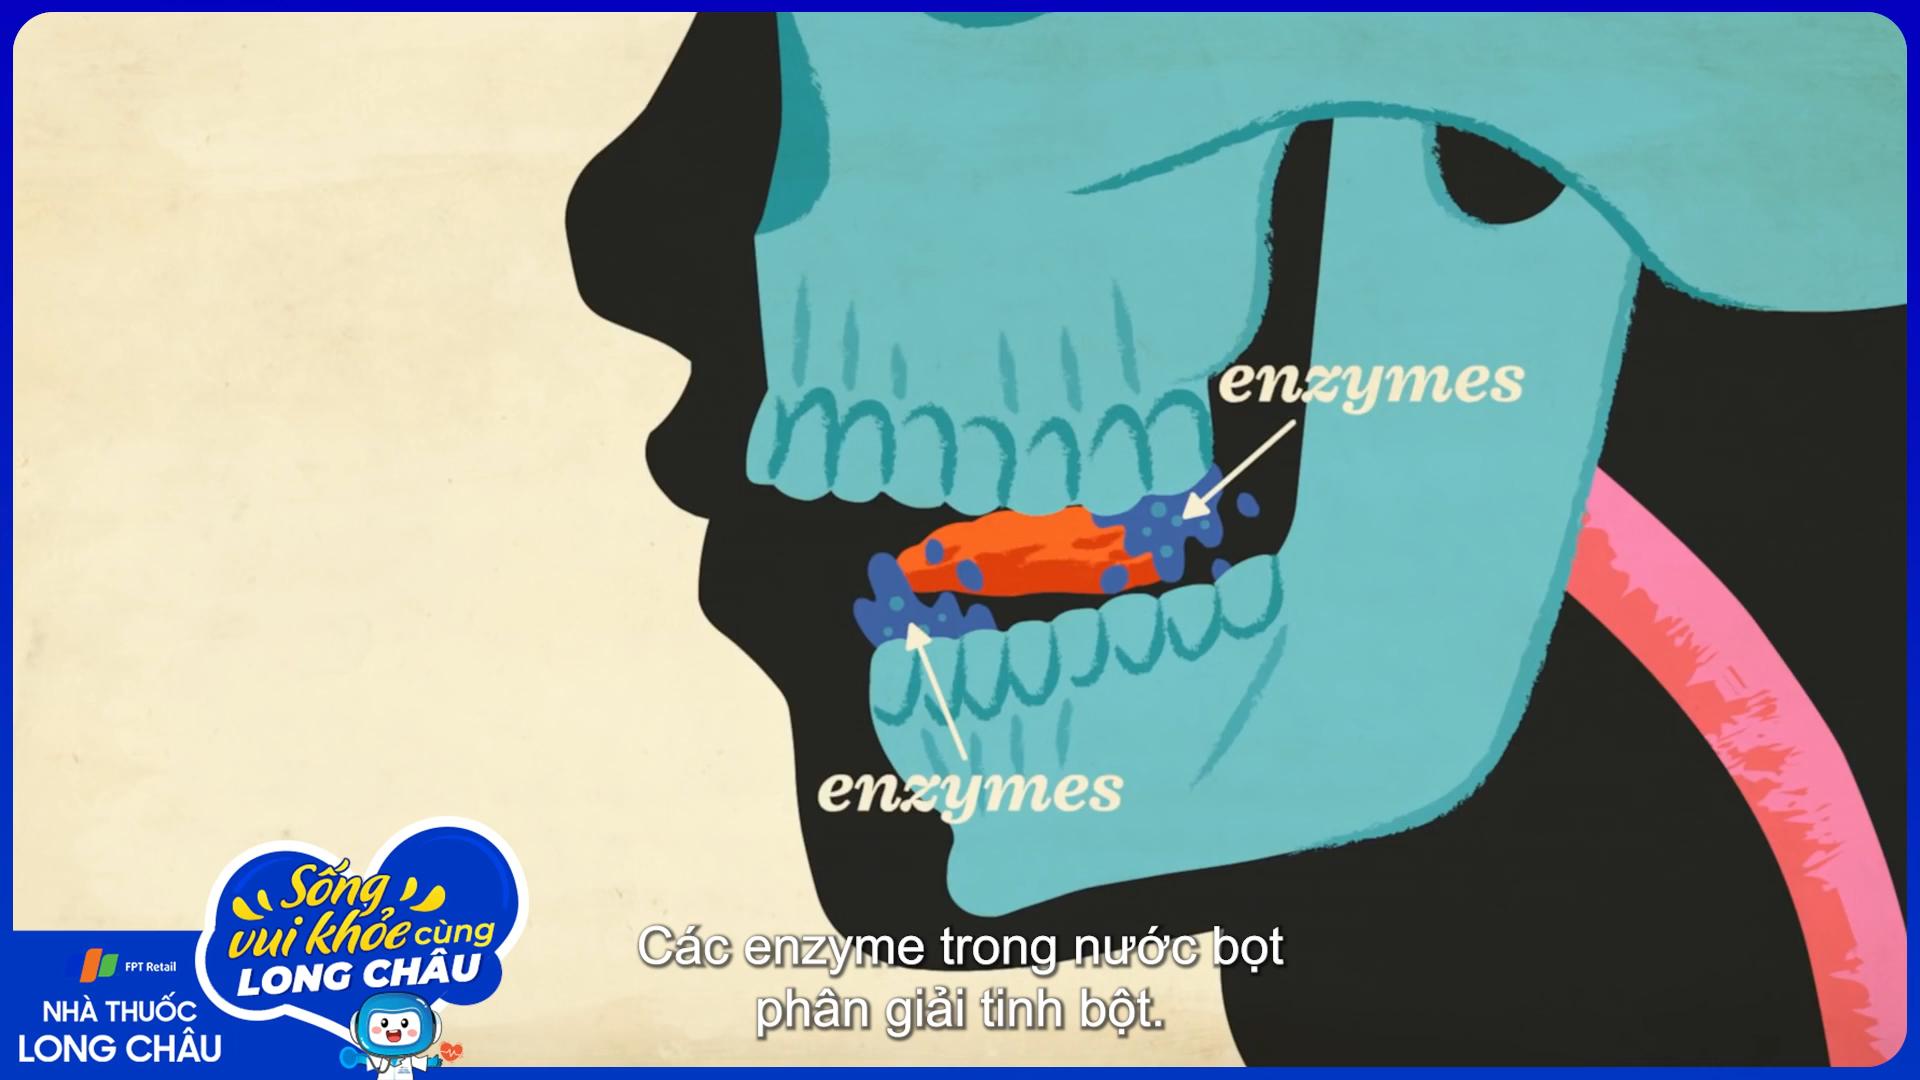 enzymes
enzymes
Sống
vui khỏe cùng
LONG CHÂU
FPT Retail
NHÀ THUỐC
LONG CHÂU
Các enzyme trong nước bọt
phân giải tinh bột.